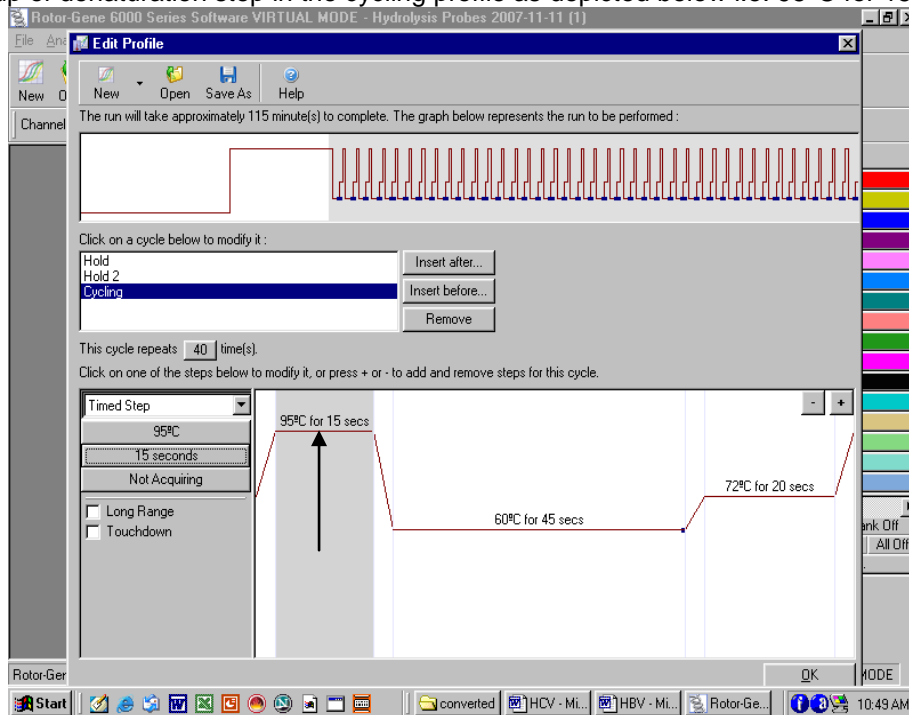 Rotor-Gene 6000 Series Software VIRTUAL MODE - Hydrolysis Probes 2007-11-11 (1)
File
Edit Profile
New
New Open Save As Help
Channel
The run will take approximately 115 minute(s) to complete. The graph below represents the run to be performed :
Click on a cycle below to modify it :
Hold
Hold 2
Cycling
Insert after...
Insert before...
Remove
This cycle repeats 40 time(s).
Click on one of the steps below to modify it, or press + or - to add and remove steps for this cycle.
Timed Step
- +
95ºC
15 seconds
Not Acquiring
Long Range
Touchdown
95ºC for 15 secs
60ºC for 45 secs
72ºC for 20 secs
Off
All Off
OK
Start
converted
HCV - Mi...
HBV - Mi...
Rotor-Ge...
10:49 AM